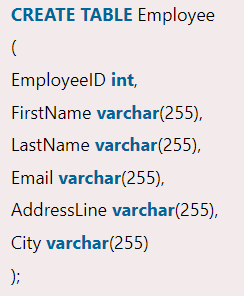 CREATE TABLE Employee
(
EmployeeID int,
FirstName varchar(255),
LastName varchar(255),
Email varchar(255),
AddressLine varchar(255),
City varchar(255)
);